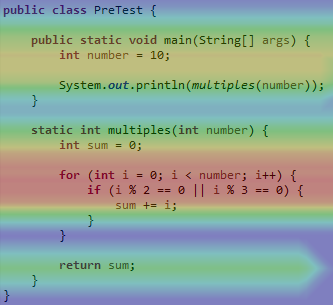 public class PreTest {
public static void main(String[] args) {
int number = 10;
System.out.println(multiples(number));
}
static int multiples(int number) {
int sum = 0;
for (int i = 0; i < number; i++) {
if (i % 2 == 0 || i % 3 == 0) {
sum += i;
}
}
return sum;
}
}